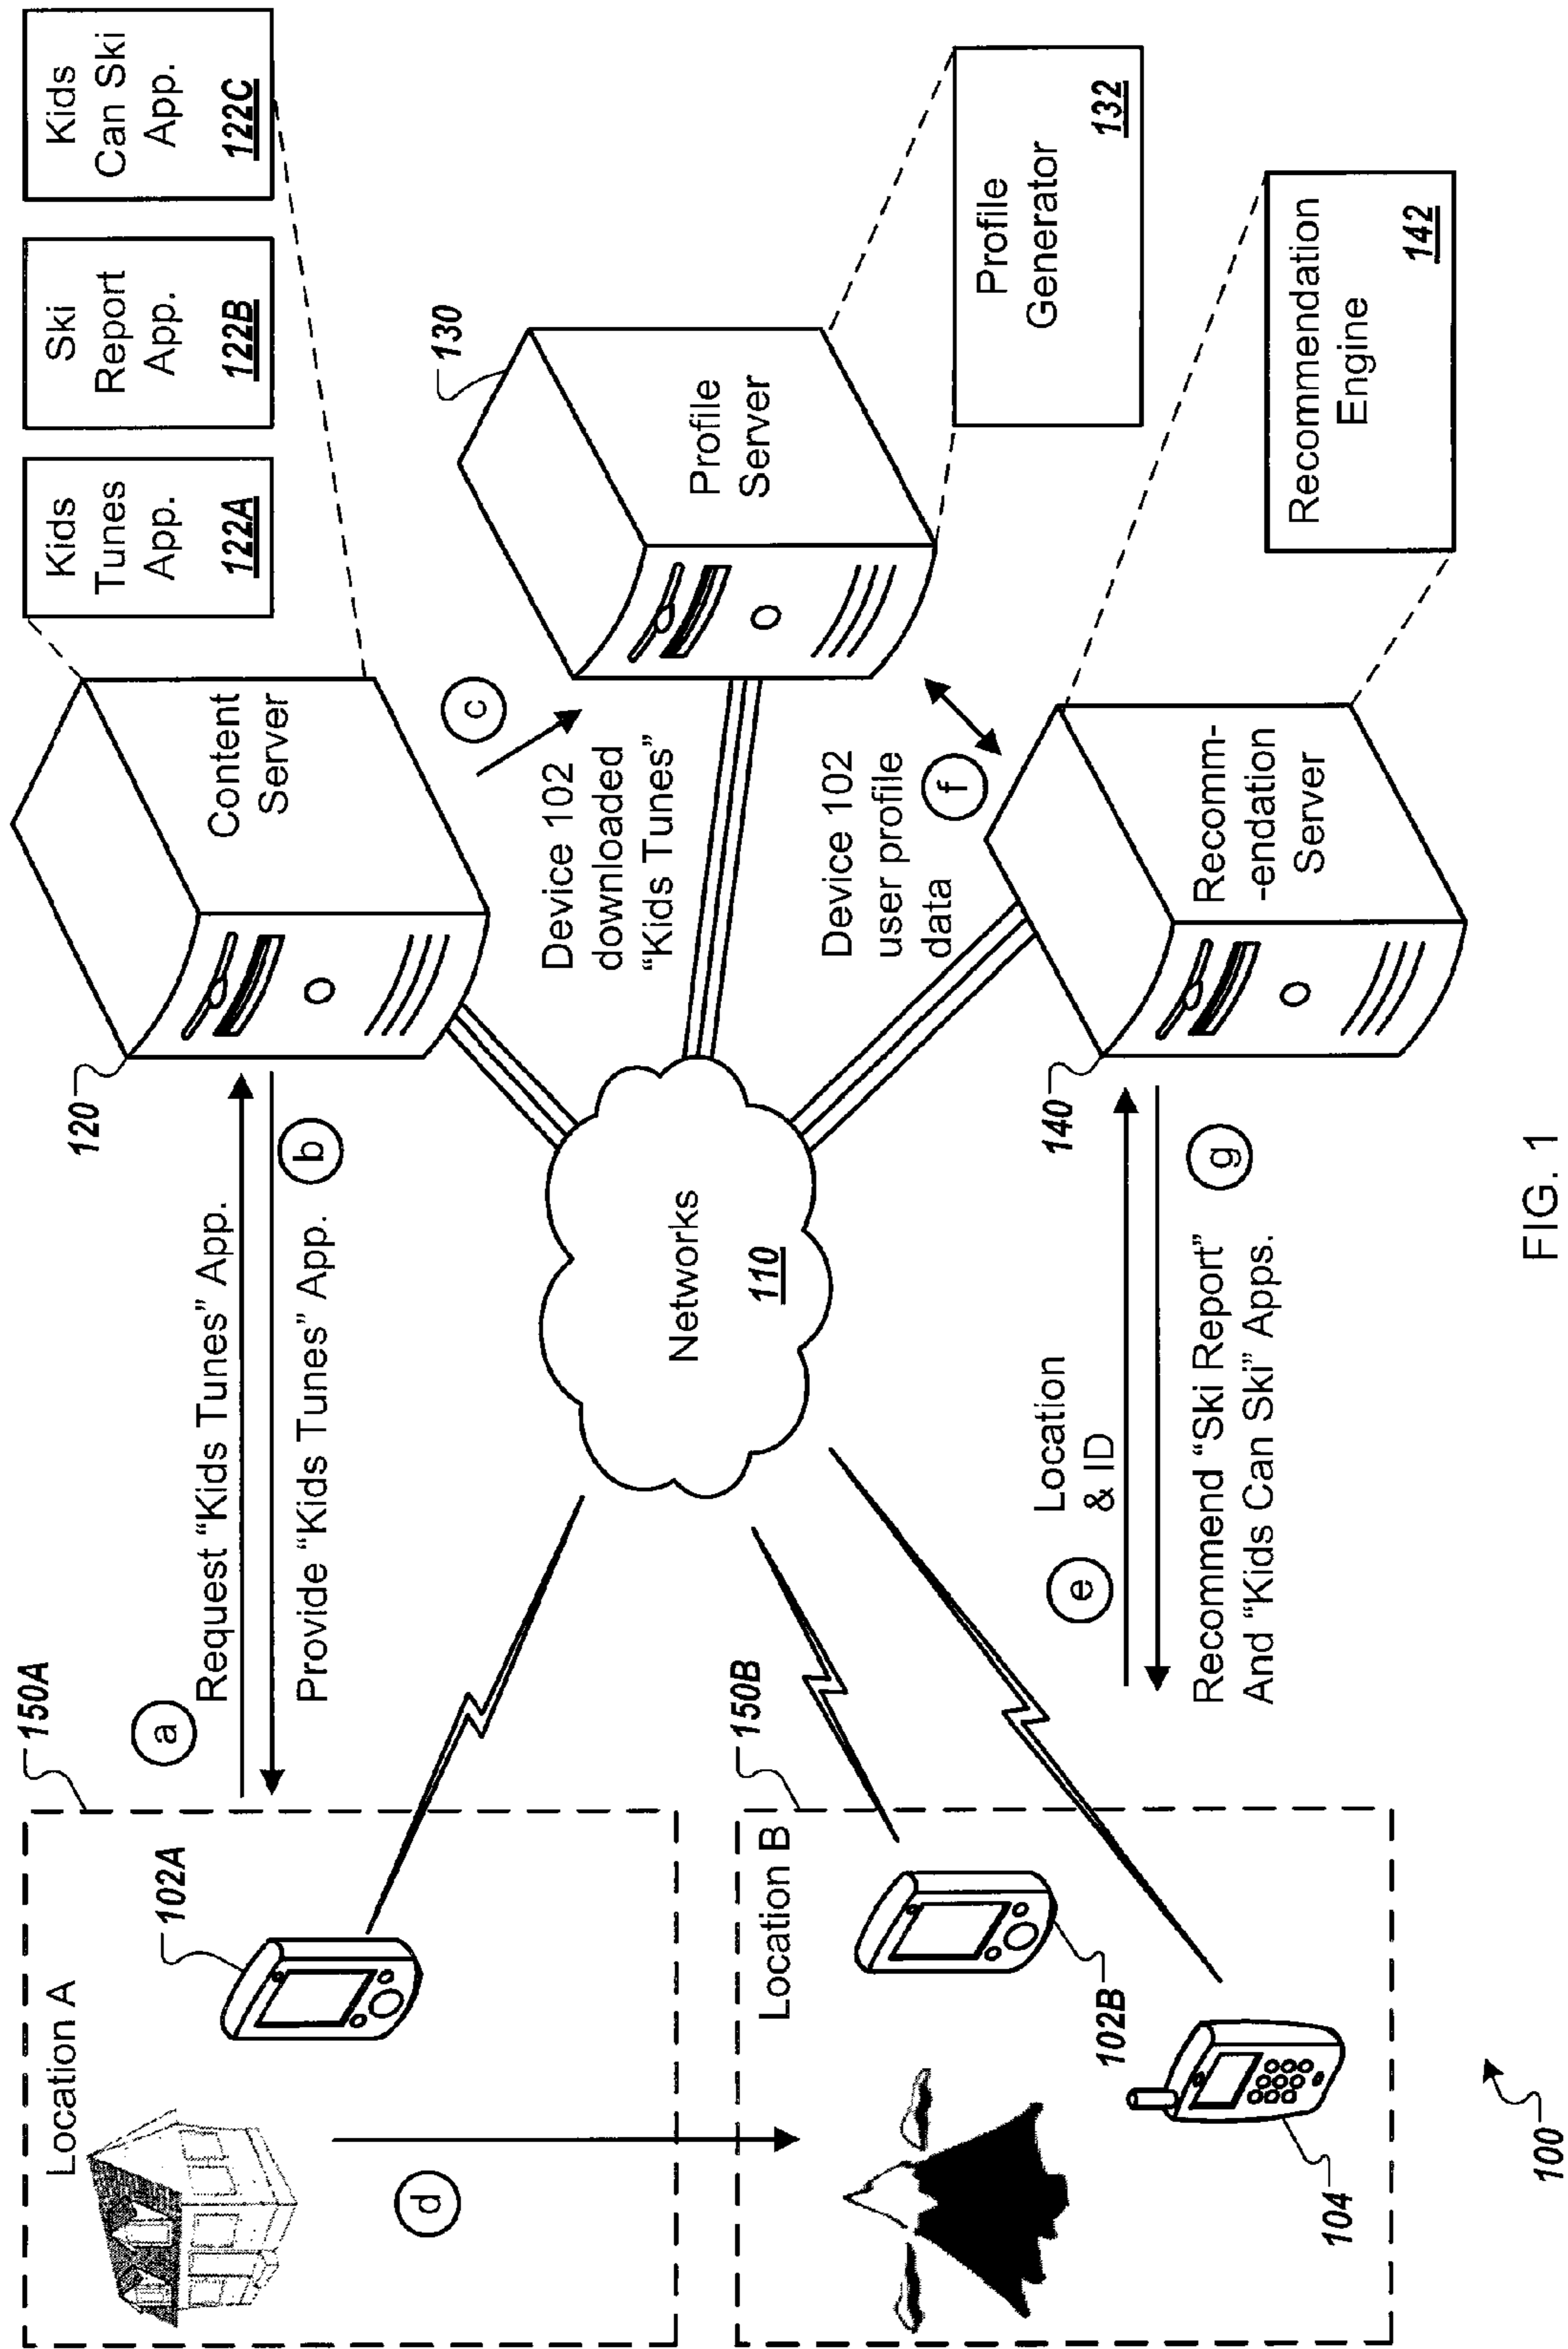 Location A
102A
150A
a
Request “Kids Tunes” App.
Provide “Kids Tunes” App.
b
120
Content
Server
Kids
Tunes
App.
122A
Ski
Report
App.
122B
Kids
Can Ski
App.
122C
d
c
Device 102
downloaded
“Kids Tunes”
130
Profile
Server
Profile
Generator
132
Networks
110
Location B
150B
102B
104
Device 102
user profile
data
f
e
Location
& ID
140
Recomm-
-endation
Server
Recommendation
Engine
142
g
Recommend “Ski Report”
And “Kids Can Ski” Apps.
100
FIG. 1